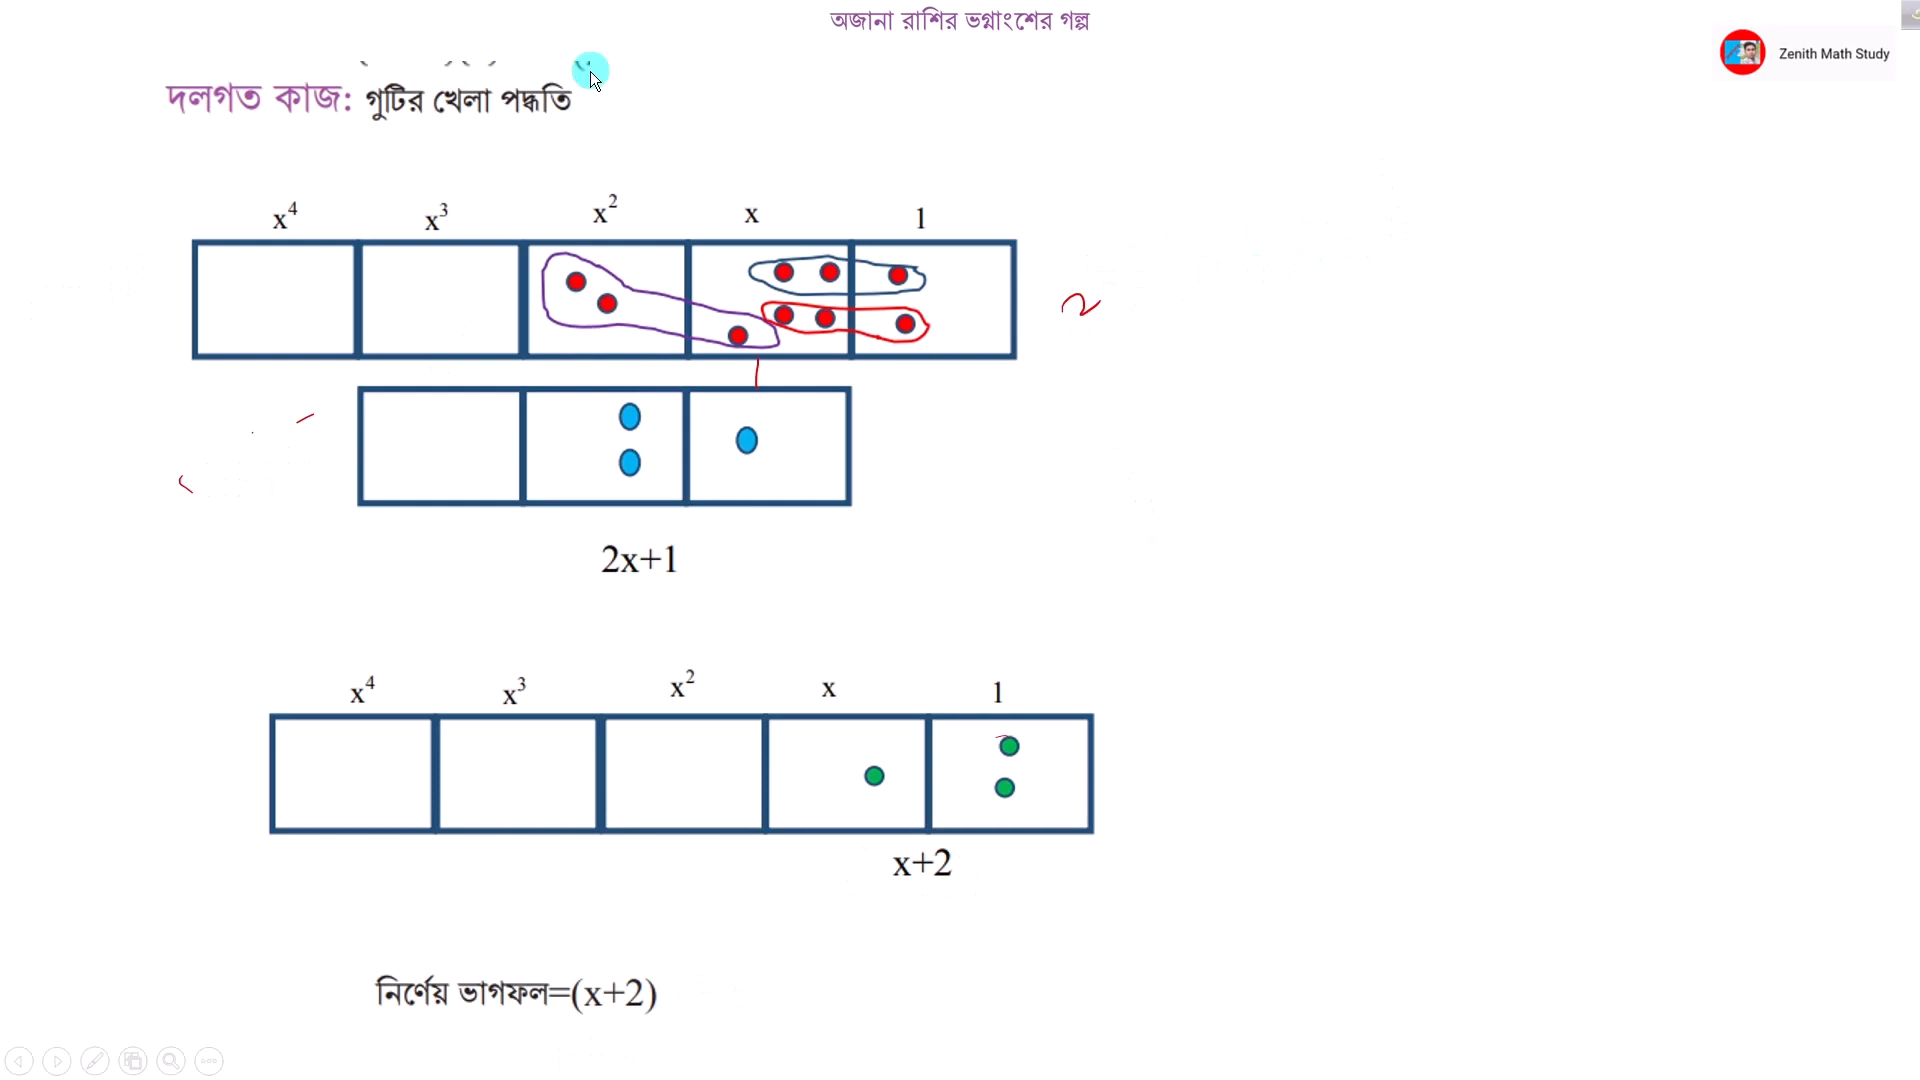 অজানা রাশির ভগ্নাংশের গল্প
Zenith Math Study
দলগত কাজ: গুটির খেলা পদ্ধতি
x⁴ x³ x² x 1
2x+1
x⁴ x³ x² x 1
x+2
নির্ণেয় ভাগফল=(x+2)